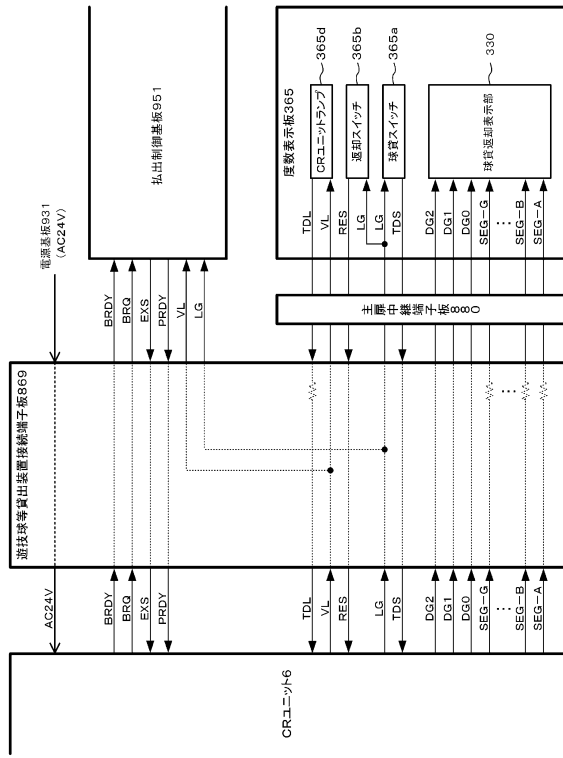 CRユニット6
AC24V
BRDY
BRQ
EXS
PRDY
TDL
VL
RES
LG
TDS
DG2
DG1
DG0
SEG-G
…
SEG-B
SEG-A
遊技球等貸出装置接続端子板869
…
電源基板931
(AC24V)
BRDY
BRQ
EXS
PRDY
VL
LG
払出制御基板951
主扉中継端子板880
度数表示板365
TDL
VL
RES
LG
LG
TDS
DG2
DG1
DG0
SEG-G
…
SEG-B
SEG-A
CRユニットランプ
365d
返却スイッチ
365b
球貸スイッチ
365a
球貸返却表示部
330